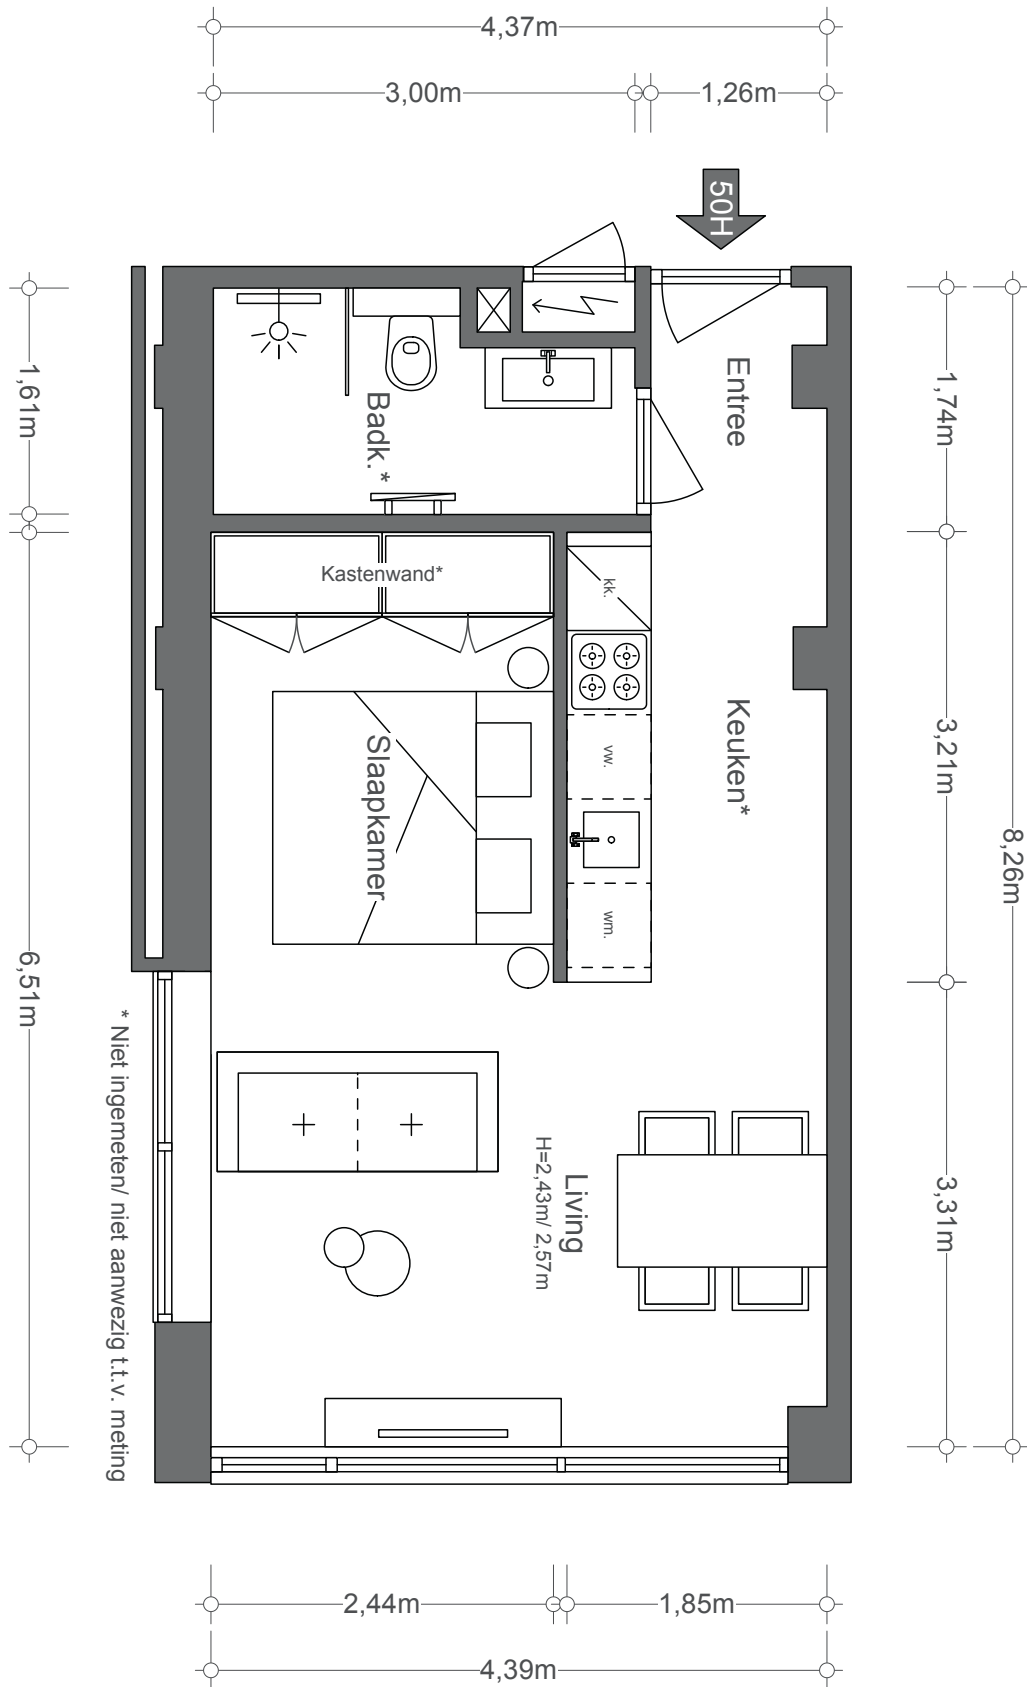 4,37m
3,00m
1,26m
50H
Entree
Badk.*
Kastenwand*
kk.
Keuken*
vw.
Slaapkamer
wm.
Living
H=2,43m/ 2,57m
1,61m
6,51m
1,74m
3,21m
3,31m
8,26m
* Niet ingemeten/ niet aanwezig t.t.v. meting
2,44m
1,85m
4,39m